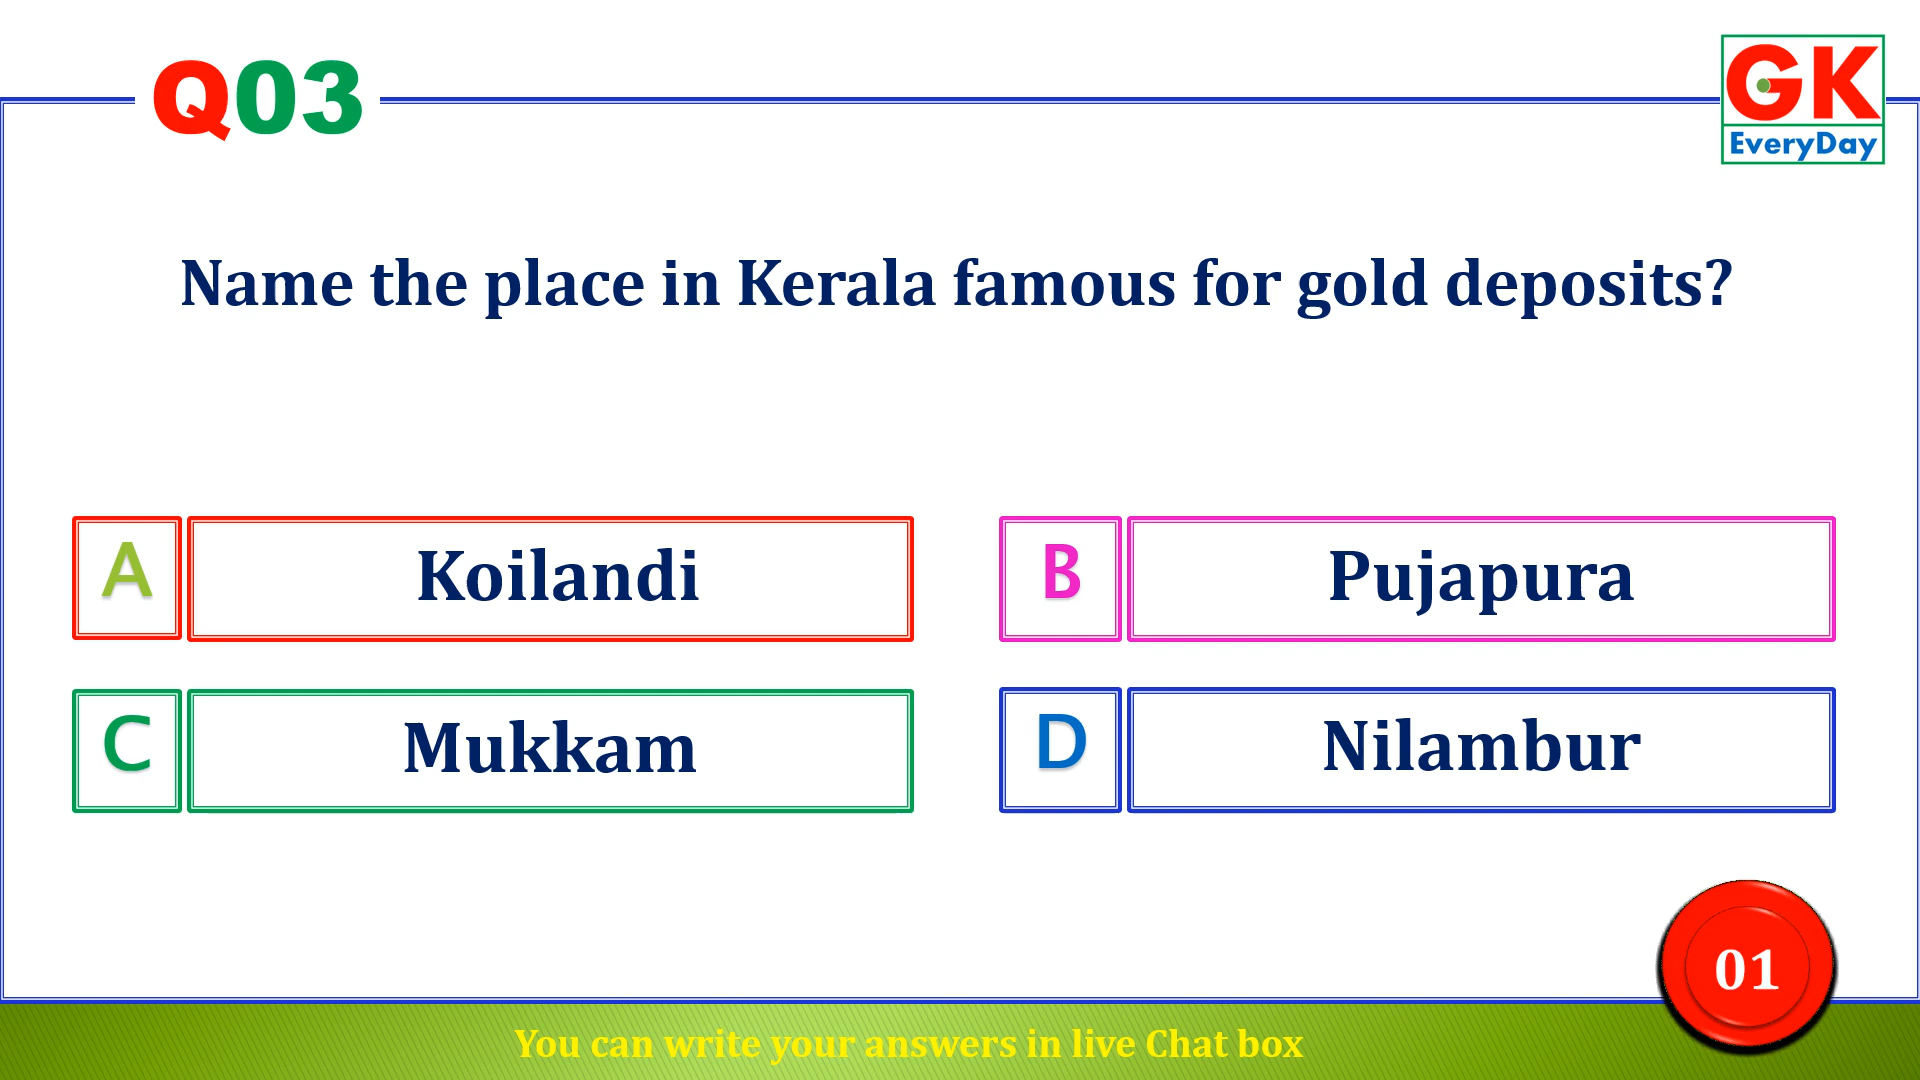 Q03
GK
EveryDay
Name the place in Kerala famous for gold deposits?
A Koilandi
B Pujapura
C Mukkam
D Nilambur
01
You can write your answers in live Chat box